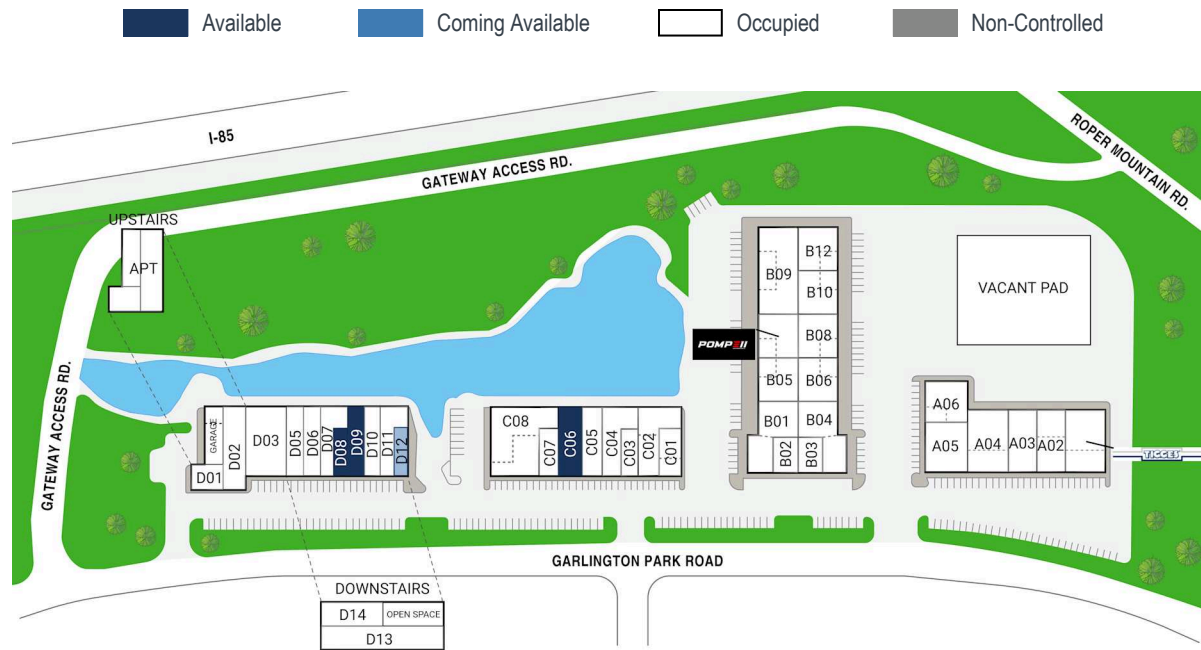 Available
Coming Available
Occupied
Non-Controlled
I-85
GATEWAY ACCESS RD.
ROPER MOUNTAIN RD.
UPSTAIRS
APT
GATEWAY ACCESS RD.
VACANT PAD
B09
B12
B10
POMPEII
B08
B05
B06
B01
B04
B02
B03
A06
A05
A04
A03
A02
TIGGES
GARAGE
D01
D02
D03
D05
D06
D07
D08
D09
D10
D11
D12
C08
C07
C06
C05
C04
C03
C02
C01
GARLINGTON PARK ROAD
DOWNSTAIRS
D14
OPEN SPACE
D13